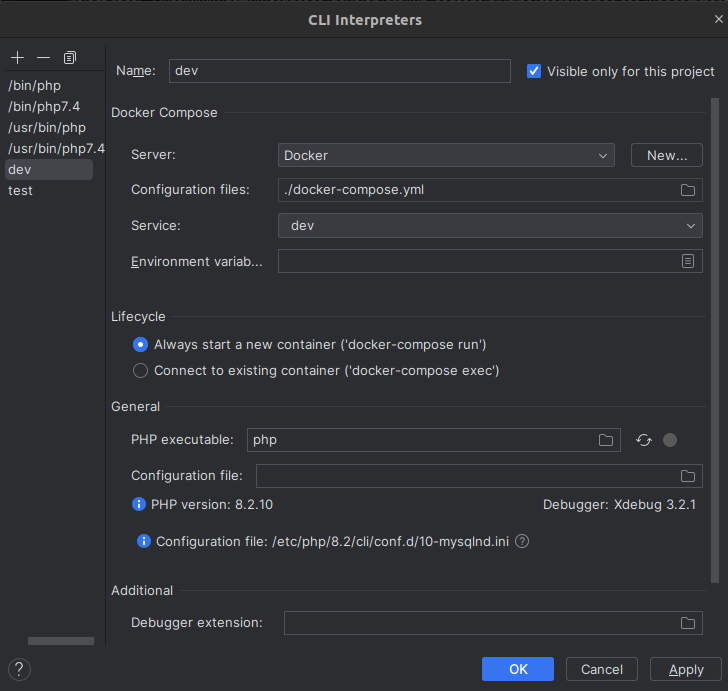 CLI Interpreters
Name: dev
Visible only for this project
/bin/php
/bin/php7.4
/usr/bin/php
/usr/bin/php7.4
dev
test
Docker Compose
Server: Docker New...
Configuration files: ./docker-compose.yml
Service: dev
Environment variab...
Lifecycle
Always start a new container ('docker-compose run')
Connect to existing container ('docker-compose exec')
General
PHP executable: php
Configuration file:
PHP version: 8.2.10 Debugger: Xdebug 3.2.1
Configuration file: /etc/php/8.2/cli/conf.d/10-mysqlnd.ini ?
Additional
Debugger extension:
? OK Cancel Apply